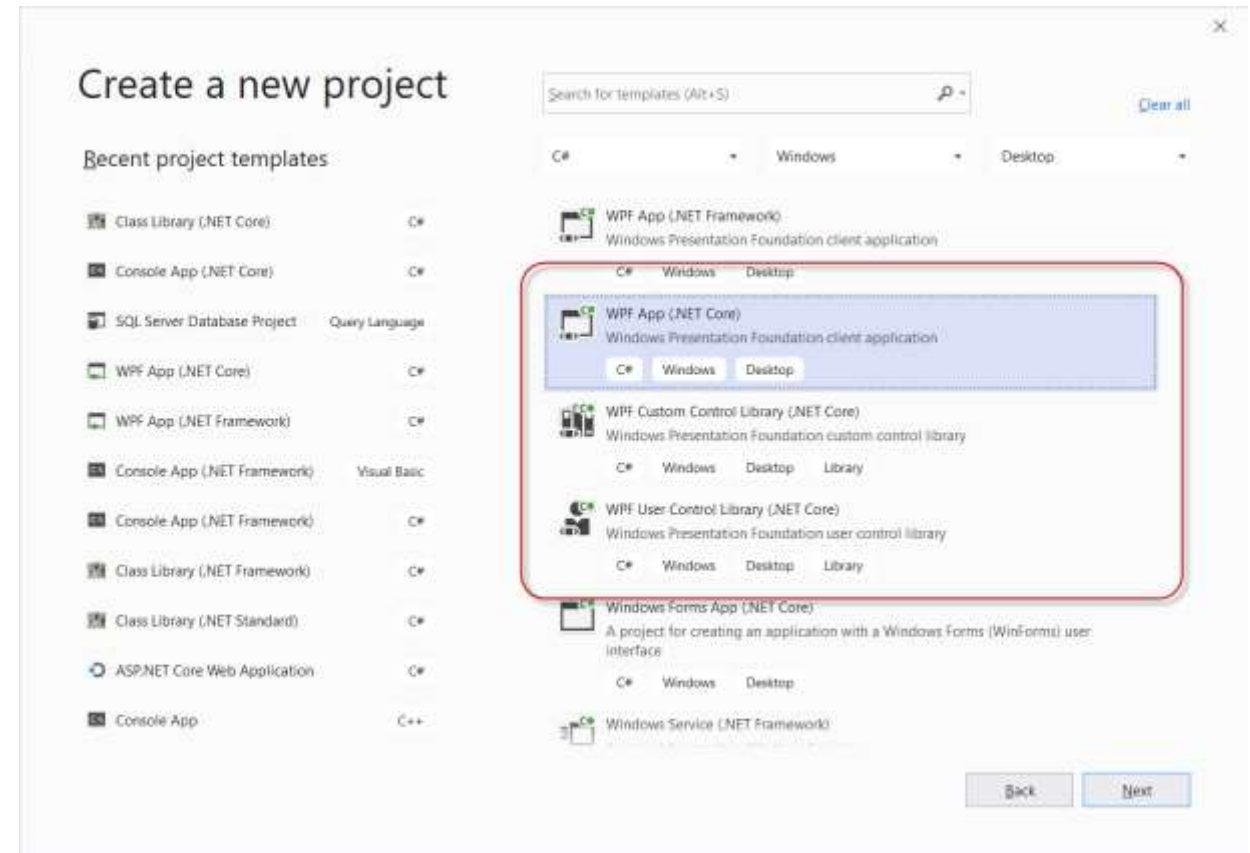 Create a new project
Search for templates (Alt+S)
Clear all
Recent project templates
C# Windows Desktop
Class Library (.NET Core) C#
Console App (.NET Core) C#
SQL Server Database Project Query Language
WPF App (.NET Core) C#
WPF App (.NET Framework) C#
Console App (.NET Framework) Visual Basic
Console App (.NET Framework) C#
Class Library (.NET Framework) C#
Class Library (.NET Standard) C#
ASP.NET Core Web Application C#
Console App C++
WPF App (.NET Framework)
Windows Presentation Foundation client application
C# Windows Desktop
WPF App (.NET Core)
Windows Presentation Foundation client application
C# Windows Desktop
WPF Custom Control Library (.NET Core)
Windows Presentation Foundation custom control library
C# Windows Desktop Library
WPF User Control Library (.NET Core)
Windows Presentation Foundation user control library
C# Windows Desktop Library
Windows Forms App (.NET Core)
A project for creating an application with a Windows Forms (WinForms) user
interface
C# Windows Desktop
Windows Service (.NET Framework)
Back Next